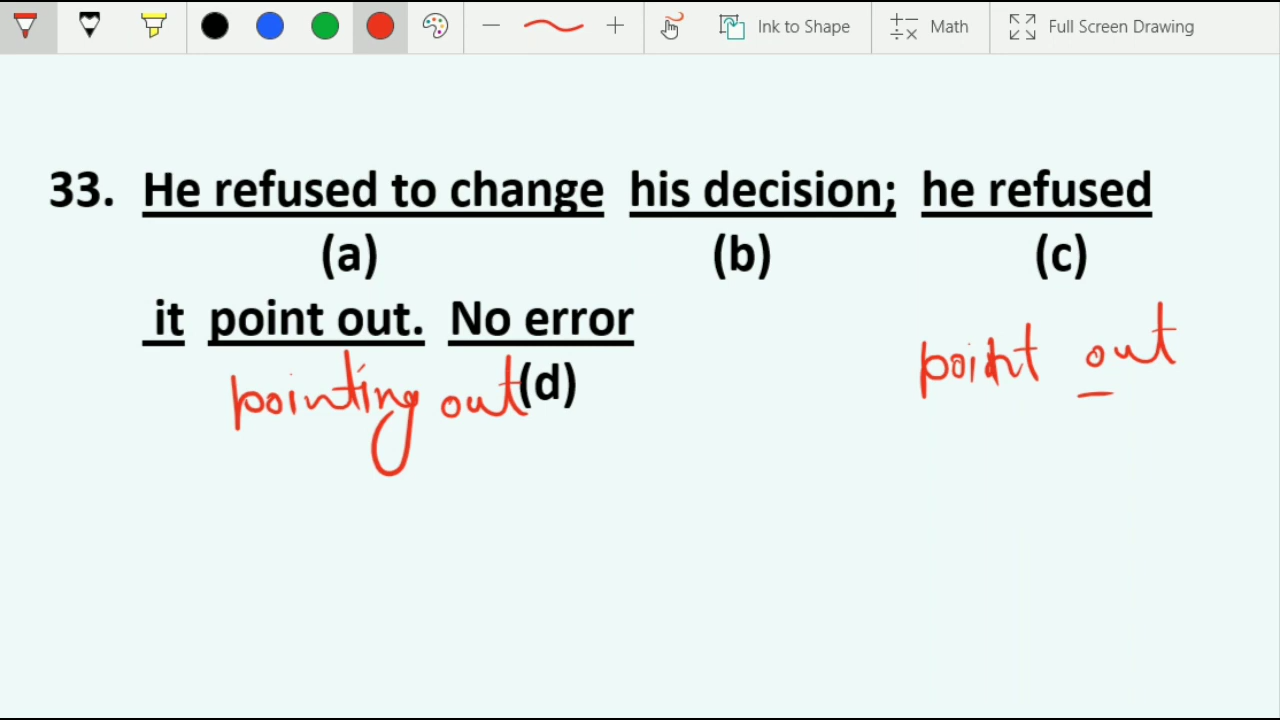 Ink to Shape Math Full Screen Drawing
33. He refused to change his decision; he refused
(a) (b) (c)
it point out. No error
(d)
pointing out
point out